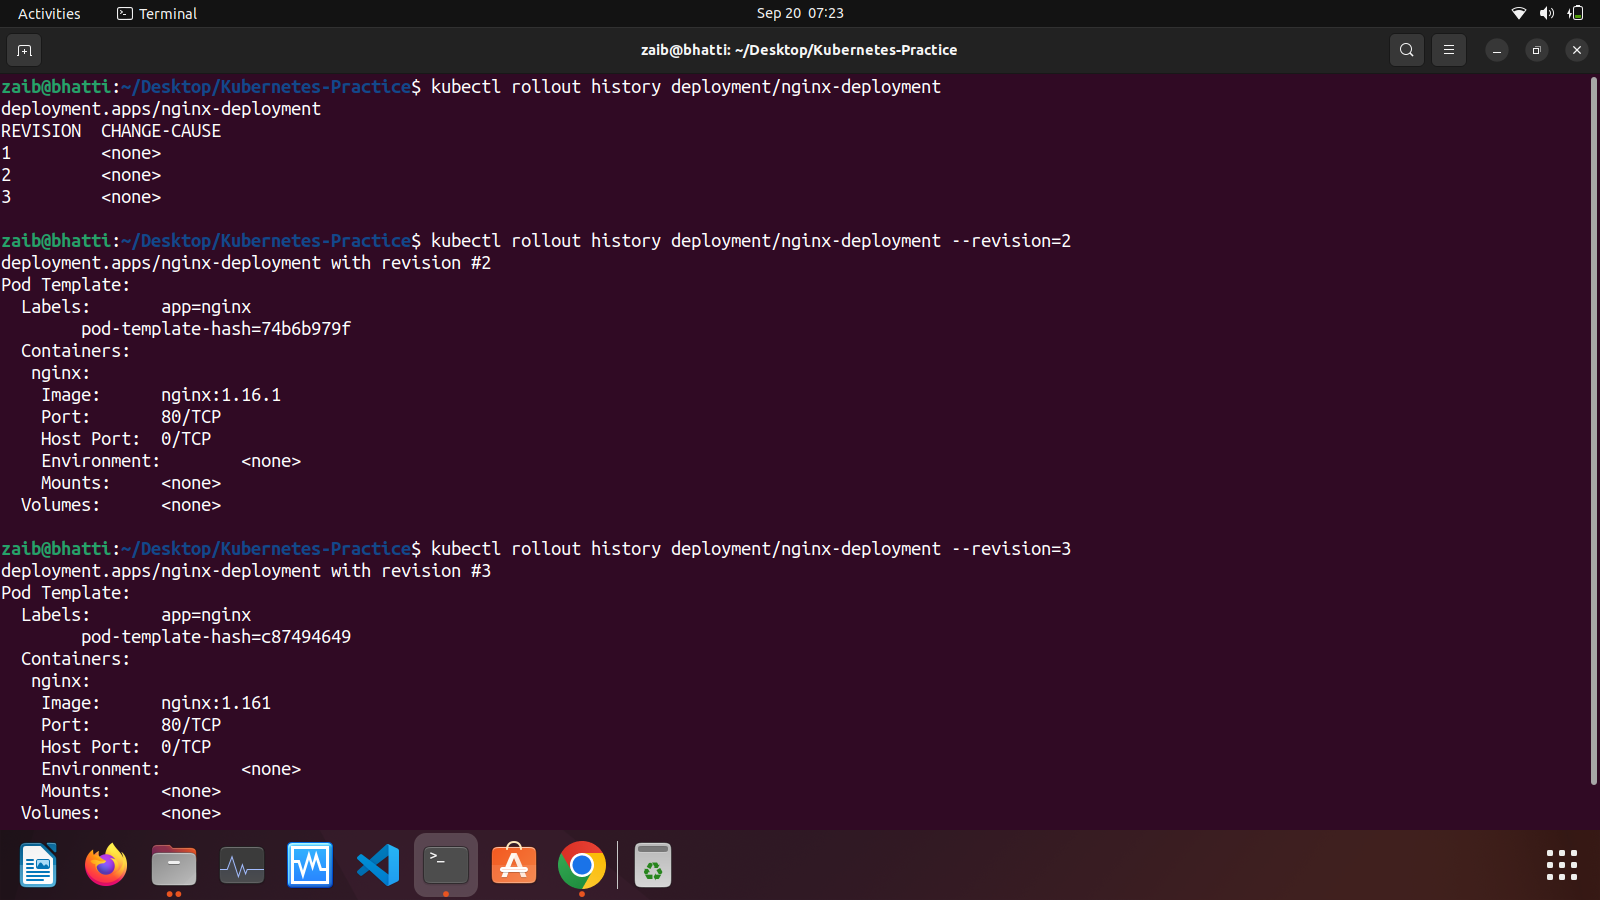 Activities Terminal Sep 20 07:23
zaib@bhatti: ~/Desktop/Kubernetes-Practice
zaib@bhatti:~/Desktop/Kubernetes-Practice$ kubectl rollout history deployment/nginx-deployment
deployment.apps/nginx-deployment
REVISION  CHANGE-CAUSE
1         <none>
2         <none>
3         <none>
zaib@bhatti:~/Desktop/Kubernetes-Practice$ kubectl rollout history deployment/nginx-deployment --revision=2
deployment.apps/nginx-deployment with revision #2
Pod Template:
  Labels:       app=nginx
        pod-template-hash=74b6b979f
  Containers:
   nginx:
    Image:      nginx:1.16.1
    Port:       80/TCP
    Host Port:  0/TCP
    Environment:        <none>
    Mounts:     <none>
  Volumes:      <none>
zaib@bhatti:~/Desktop/Kubernetes-Practice$ kubectl rollout history deployment/nginx-deployment --revision=3
deployment.apps/nginx-deployment with revision #3
Pod Template:
  Labels:       app=nginx
        pod-template-hash=c87494649
  Containers:
   nginx:
    Image:      nginx:1.161
    Port:       80/TCP
    Host Port:  0/TCP
    Environment:        <none>
    Mounts:     <none>
  Volumes:      <none>